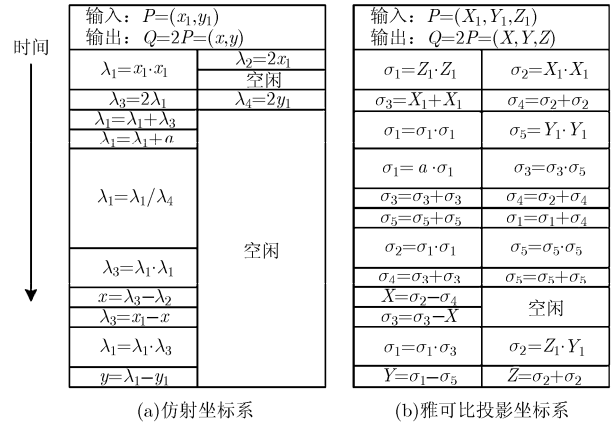 时间
输入: P=(x₁,y₁)
输出: Q=2P=(x,y)
λ₁=x₁·x₁
λ₂=2x₁
空闲
λ₃=2λ₁
λ₄=2y₁
λ₁=λ₁+λ₃
λ₁=λ₁+a
λ₁=λ₁/λ₄
空闲
λ₃=λ₁·λ₁
x=λ₃−λ₂
λ₃=x₁−x
λ₁=λ₁·λ₃
y=λ₁−y₁
(a)仿射坐标系
输入: P=(X₁,Y₁,Z₁)
输出: Q=2P=(X,Y,Z)
σ₁=Z₁·Z₁
σ₂=X₁·X₁
σ₃=X₁+X₁
σ₄=σ₂+σ₂
σ₁=σ₁·σ₁
σ₅=Y₁·Y₁
σ₁=a·σ₁
σ₃=σ₃·σ₅
σ₃=σ₃+σ₃
σ₄=σ₂+σ₄
σ₅=σ₅+σ₅
σ₁=σ₁+σ₄
σ₂=σ₁·σ₁
σ₅=σ₅·σ₅
σ₄=σ₃+σ₃
σ₅=σ₅+σ₅
X=σ₂−σ₄
空闲
σ₃=σ₃−X
σ₁=σ₁·σ₃
σ₂=Z₁·Y₁
Y=σ₁−σ₅
Z=σ₂+σ₂
(b)雅可比投影坐标系